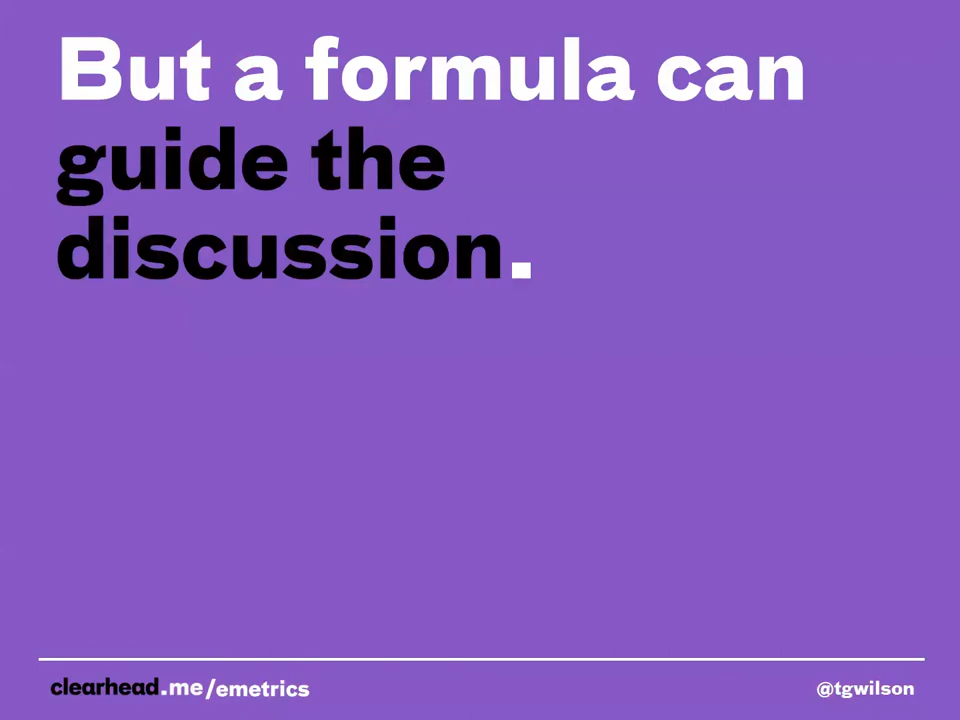 But a formula can
guide the
discussion.
clearhead.me/emetrics
@tgwilson